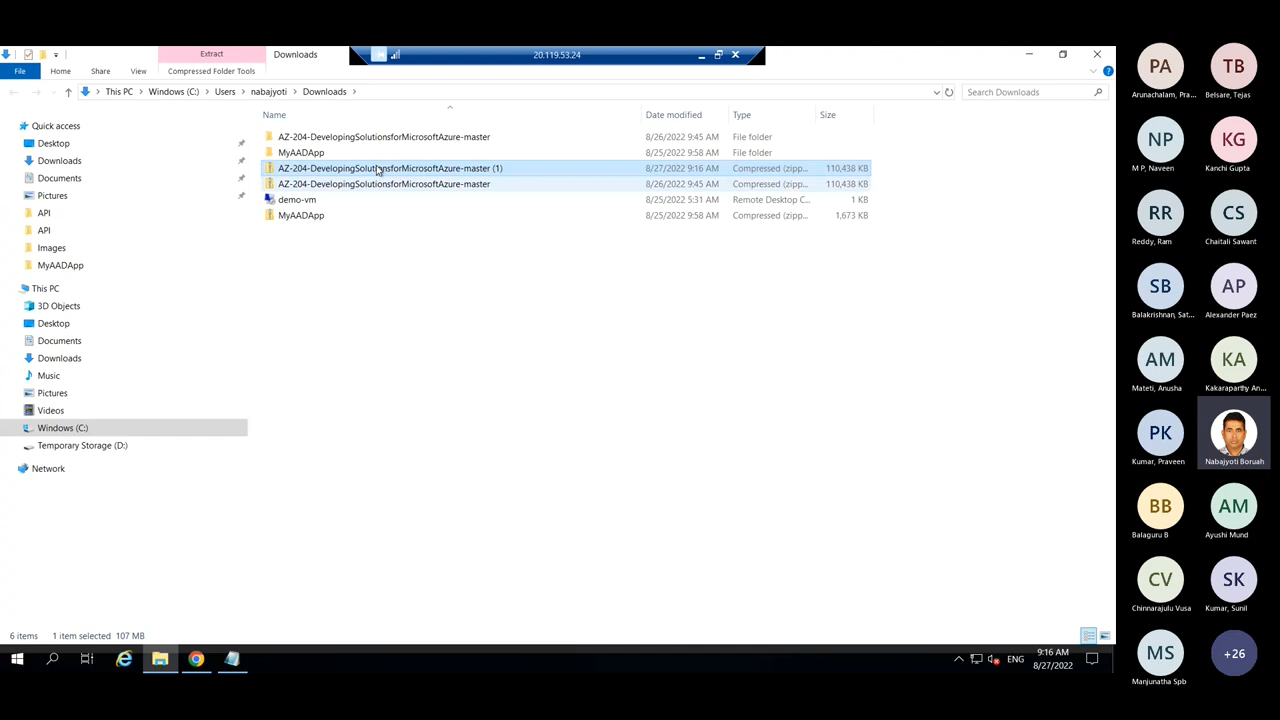 Extract
Downloads
20.119.53.24
File
Home
Share
View
Compressed Folder Tools
This PC
Windows (C:)
Users
nabajyoti
Downloads
Search Downloads
Name
Date modified
Type
Size
AZ-204-DevelopingSolutionsforMicrosoftAzure-master
8/26/2022 9:45 AM
File folder
MyAADApp
8/25/2022 9:58 AM
File folder
AZ-204-DevelopingSolutionsforMicrosoftAzure-master (1)
8/27/2022 9:16 AM
Compressed (zipp...
110,438 KB
AZ-204-DevelopingSolutionsforMicrosoftAzure-master
8/26/2022 9:45 AM
Compressed (zipp...
110,438 KB
demo-vm
8/25/2022 5:31 AM
Remote Desktop C...
1 KB
MyAADApp
8/25/2022 9:58 AM
Compressed (zipp...
1,673 KB
Quick access
Desktop
Downloads
Documents
Pictures
API
API
Images
MyAADApp
This PC
3D Objects
Desktop
Documents
Downloads
Music
Pictures
Videos
Windows (C:)
Temporary Storage (D:)
Network
6 items
1 item selected 107 MB
ENG
9:16 AM
8/27/2022
PA
Arunachalam, Pra...
TB
Belsare, Tejas
NP
M P, Naveen
KG
Kanchi Gupta
RR
Reddy, Ram
CS
Chaitali Sawant
SB
Balakrishnan, Sat...
AP
Alexander Paez
AM
Mateti, Anusha
KA
Kakaraparthy An...
PK
Kumar, Praveen
Nabajyoti Boruah
BB
Balaguru B
AM
Ayushi Mund
CV
Chinnarajulu Vusa
SK
Kumar, Sunil
MS
Manjunatha Spb
+26